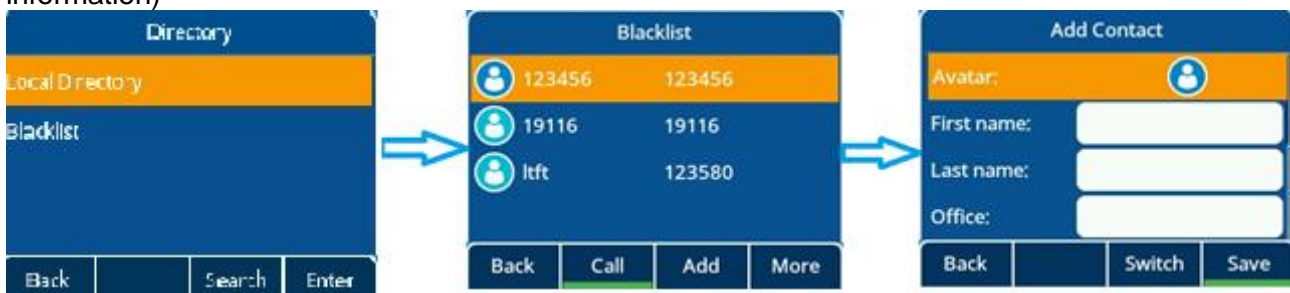 information)
Directory
Local Directory
Blacklist
Back Search Enter
Blacklist
123456 123456
19116 19116
ltft 123580
Back Call Add More
Add Contact
Avatar:
First name:
Last name:
Office:
Back Switch Save